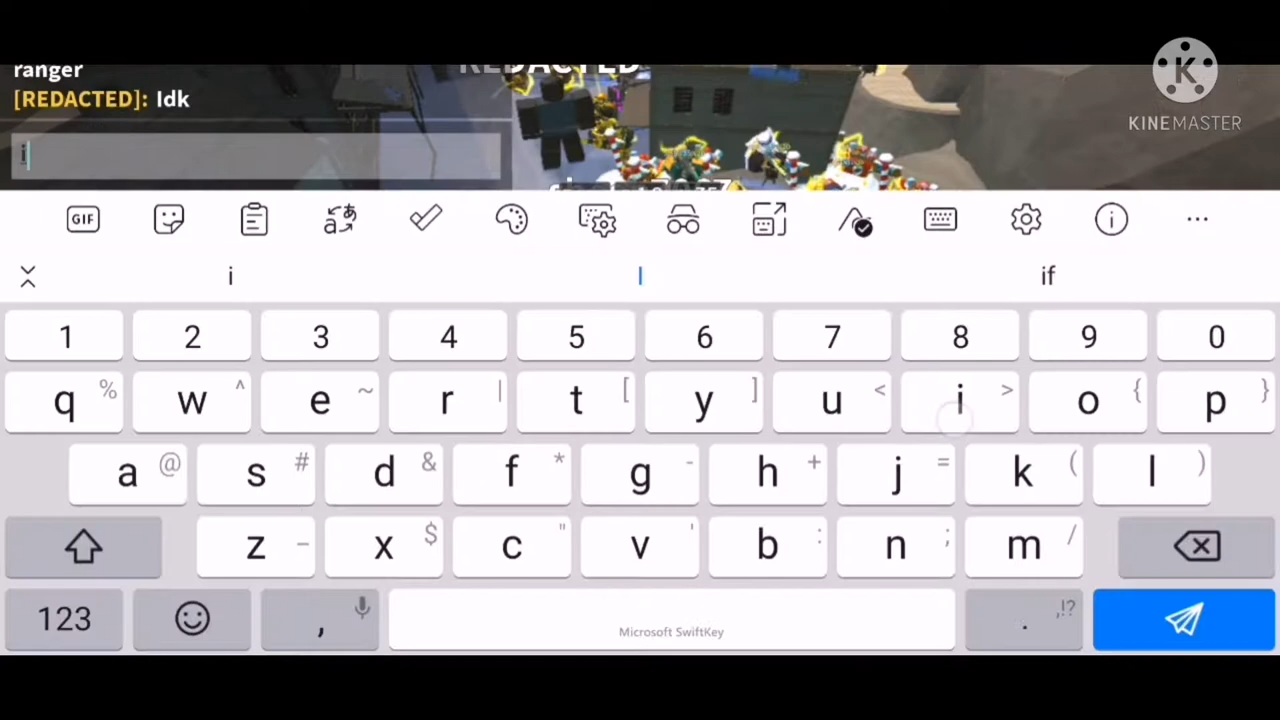 ranger
REDACTED
[REDACTED]: Idk
i
K
KINEMASTER
GIF
i I if
1 2 3 4 5 6 7 8 9 0
q % w ^ e ~ r | t [ y ] u < i > o { p }
a @ s # d & f * g - h + j = k ( l )
z _ x $ c " v ' b : n ; m /
123 , . ,!?
Microsoft SwiftKey